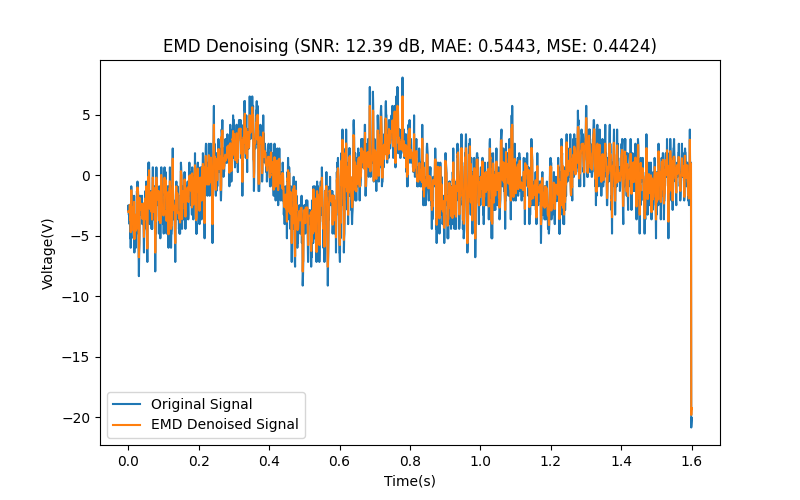 EMD Denoising (SNR: 12.39 dB, MAE: 0.5443, MSE: 0.4424)
Voltage(V)
5
0
−5
−10
−15
−20
Original Signal
EMD Denoised Signal
0.0 0.2 0.4 0.6 0.8 1.0 1.2 1.4 1.6
Time(s)